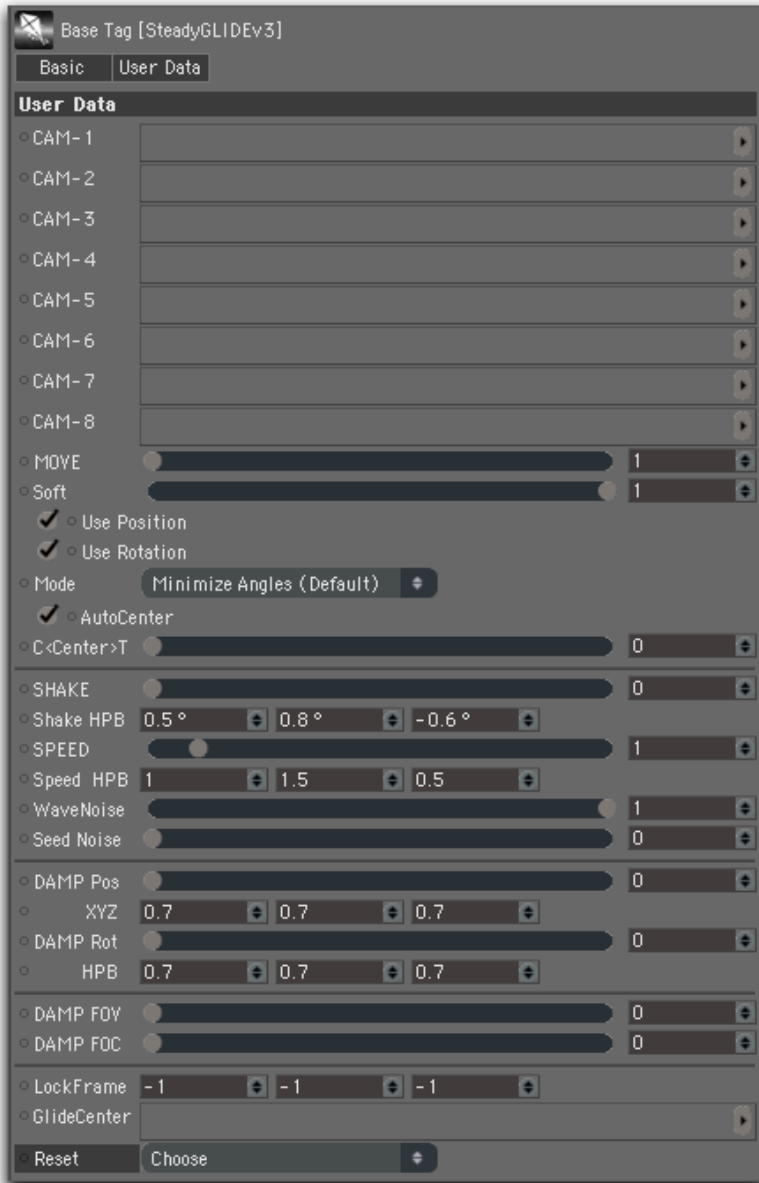 Base Tag [SteadyGLIDEv3]
Basic User Data
User Data
CAM-1
CAM-2
CAM-3
CAM-4
CAM-5
CAM-6
CAM-7
CAM-8
MOVE 1
Soft 1
Use Position
Use Rotation
Mode Minimize Angles (Default)
AutoCenter
C<Center>T 0
SHAKE 0
Shake HPB 0.5° 0.8° -0.6°
SPEED 1
Speed HPB 1 1.5 0.5
WaveNoise 1
Seed Noise 0
DAMP Pos 0
XYZ 0.7 0.7 0.7
DAMP Rot 0
HPB 0.7 0.7 0.7
DAMP FOV 0
DAMP FOC 0
LockFrame -1 -1 -1
GlideCenter
Reset Choose